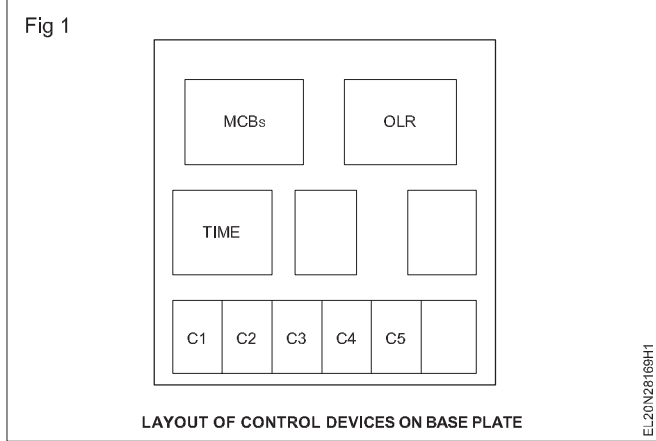 Fig 1
MCBs OLR
TIME
C1 C2 C3 C4 C5
LAYOUT OF CONTROL DEVICES ON BASE PLATE
EL20N28169H1